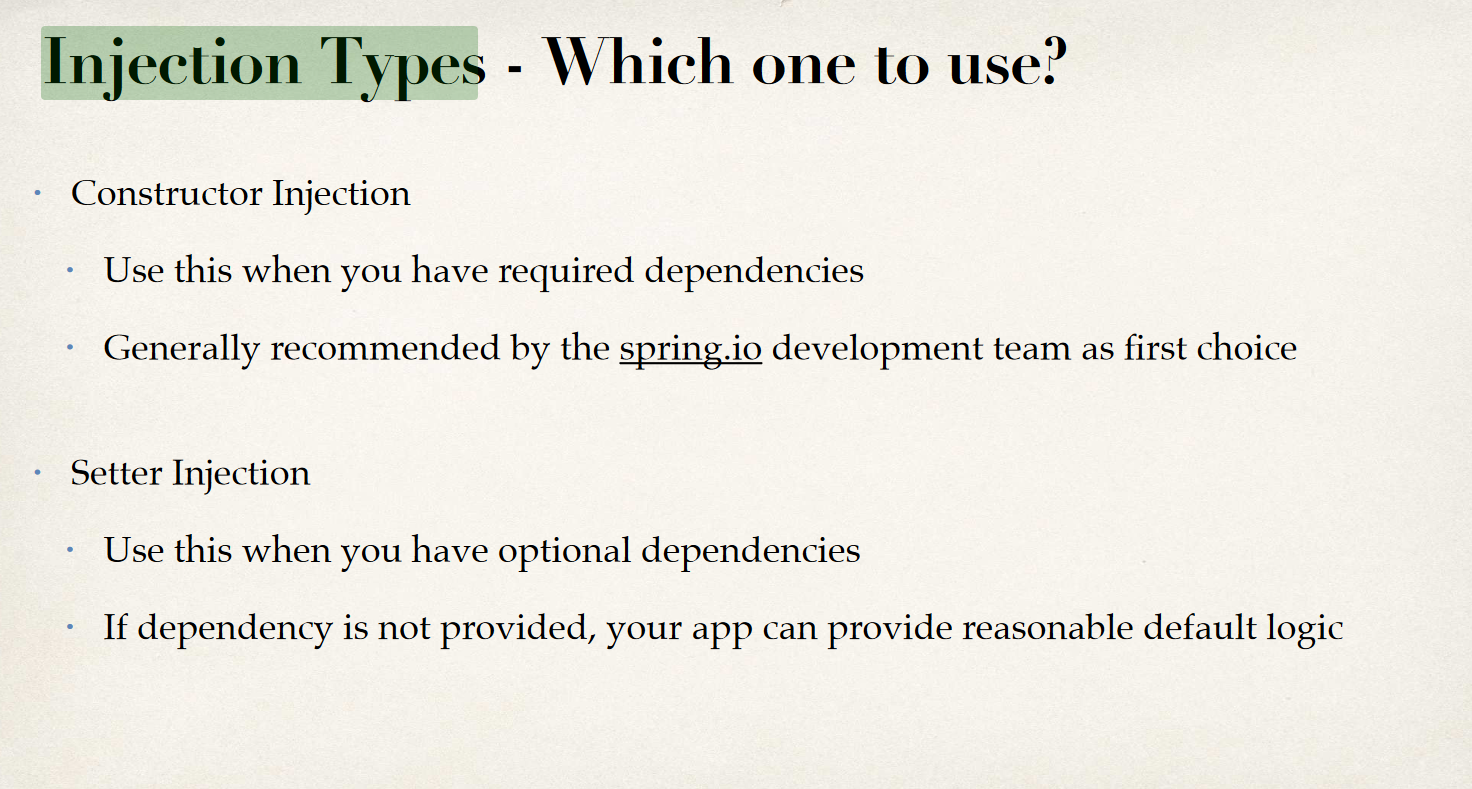 Injection Types - Which one to use?
• Constructor Injection
• Use this when you have required dependencies
• Generally recommended by the spring.io development team as first choice
• Setter Injection
• Use this when you have optional dependencies
• If dependency is not provided, your app can provide reasonable default logic